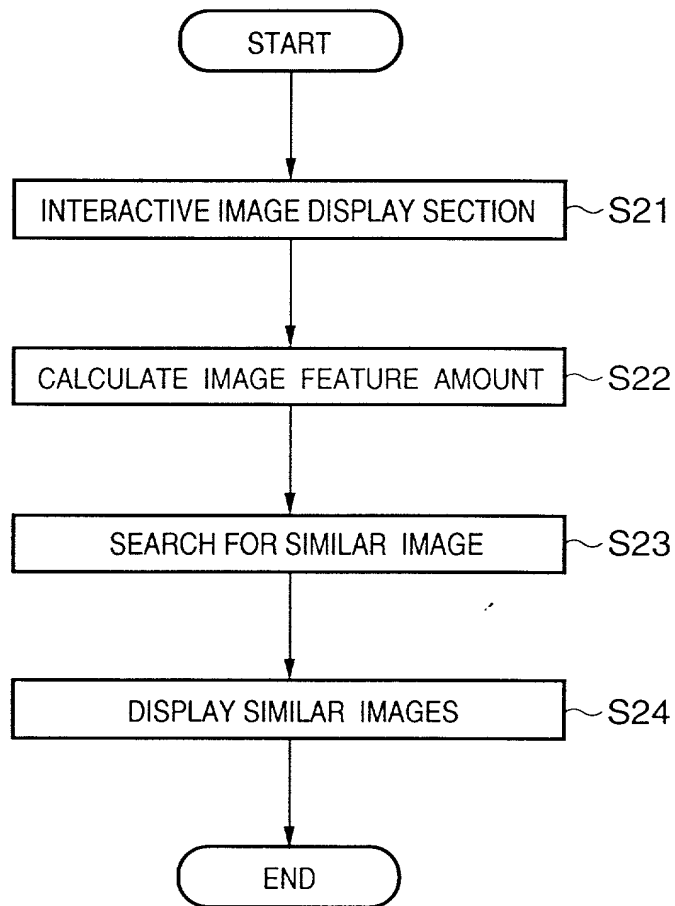 START
INTERACTIVE IMAGE DISPLAY SECTION S21
CALCULATE IMAGE FEATURE AMOUNT S22
SEARCH FOR SIMILAR IMAGE S23
DISPLAY SIMILAR IMAGES S24
END